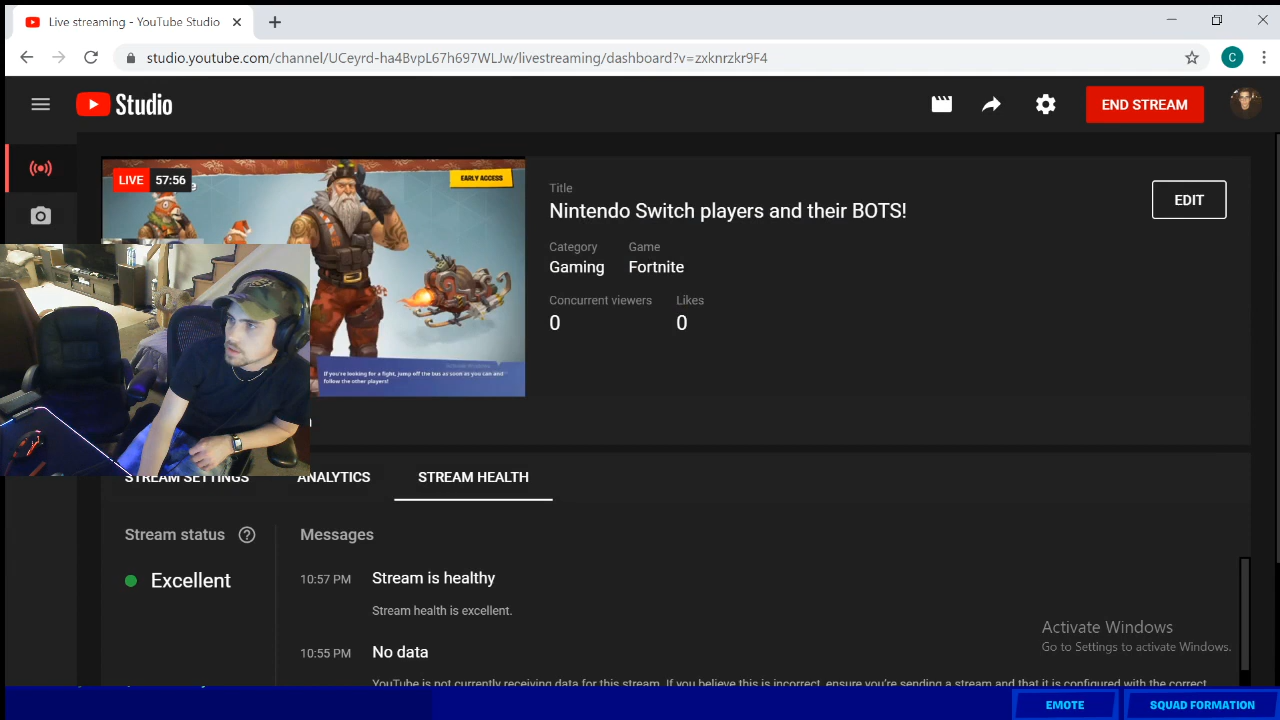 Live streaming - YouTube Studio
studio.youtube.com/channel/UCeyrd-ha4BvpL67h697WLJw/livestreaming/dashboard?v=zxknrzkr9F4
C
Studio
END STREAM
LIVE 57:56
EARLY ACCESS
If you're looking for a fight, jump off the bus as soon as you can and
follow the other players!
Title
Nintendo Switch players and their BOTS!
EDIT
Category Game
Gaming Fortnite
Concurrent viewers Likes
0 0
STREAM SETTINGS ANALYTICS STREAM HEALTH
Stream status
Excellent
Messages
10:57 PM Stream is healthy
Stream health is excellent.
10:55 PM No data
YouTube is not currently receiving data for this stream. If you believe this is incorrect, ensure you're sending a stream and that it is configured with the correct
Activate Windows
Go to Settings to activate Windows.
EMOTE SQUAD FORMATION